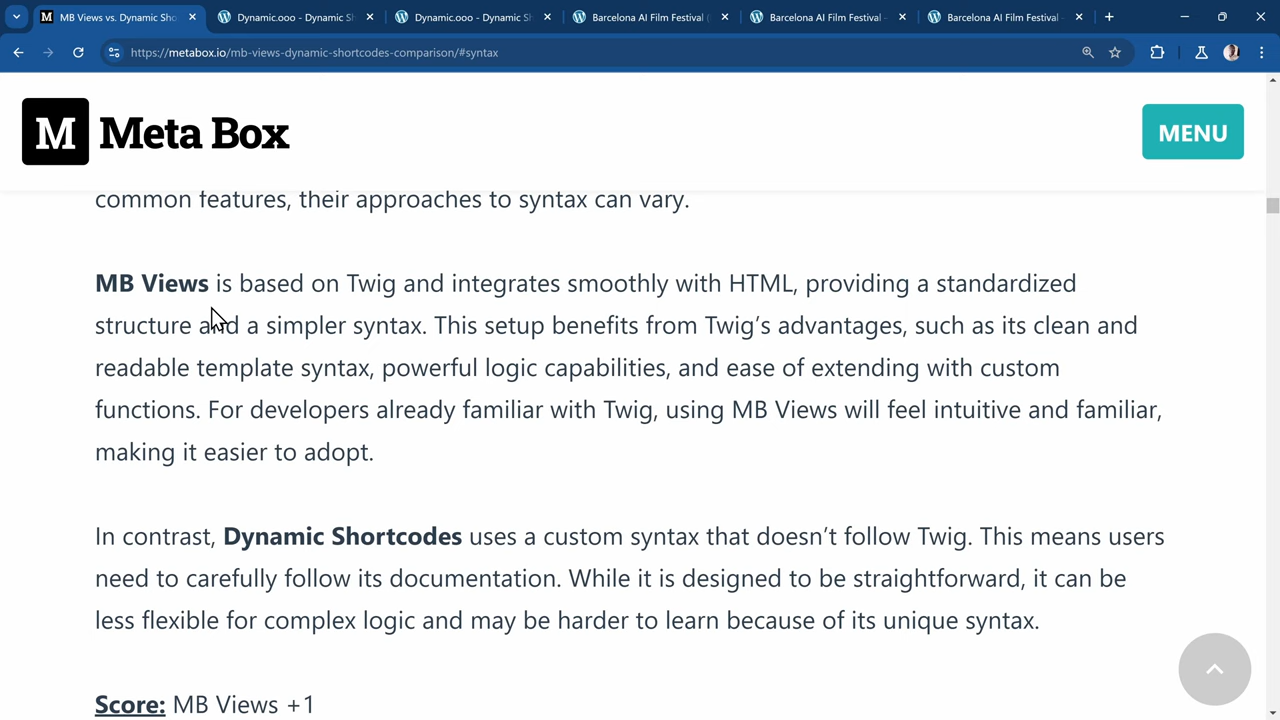 MB Views vs. Dynamic Sho
Dynamic.ooo - Dynamic S
Dynamic.ooo - Dynamic S
Barcelona AI Film Festival
Barcelona AI Film Festival -
Barcelona AI Film Festival
https://metabox.io/mb-views-dynamic-shortcodes-comparison/#syntax
M Meta Box
MENU
common features, their approaches to syntax can vary.
MB Views is based on Twig and integrates smoothly with HTML, providing a standardized
structure and a simpler syntax. This setup benefits from Twig’s advantages, such as its clean and
readable template syntax, powerful logic capabilities, and ease of extending with custom
functions. For developers already familiar with Twig, using MB Views will feel intuitive and familiar,
making it easier to adopt.
In contrast, Dynamic Shortcodes uses a custom syntax that doesn’t follow Twig. This means users
need to carefully follow its documentation. While it is designed to be straightforward, it can be
less flexible for complex logic and may be harder to learn because of its unique syntax.
Score: MB Views +1